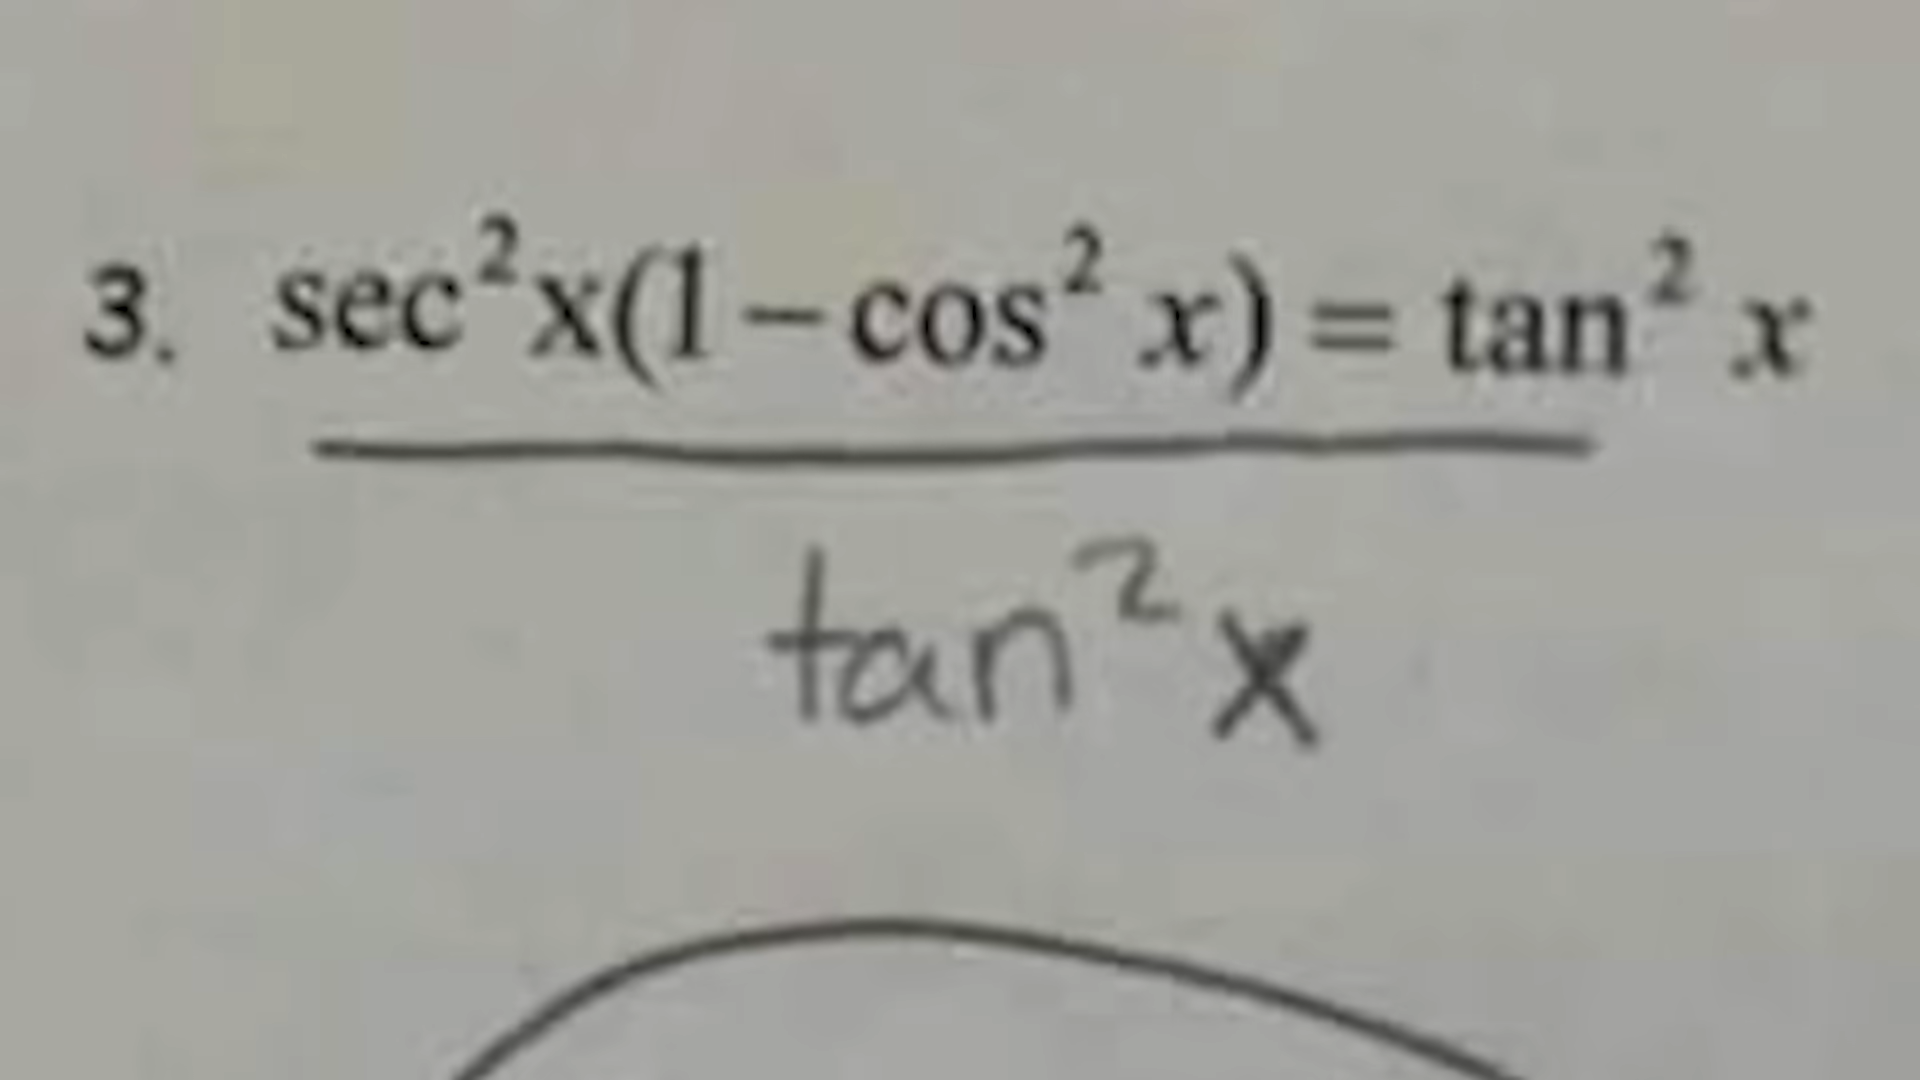 3. sec²x(1−cos² x) = tan² x
tan² x